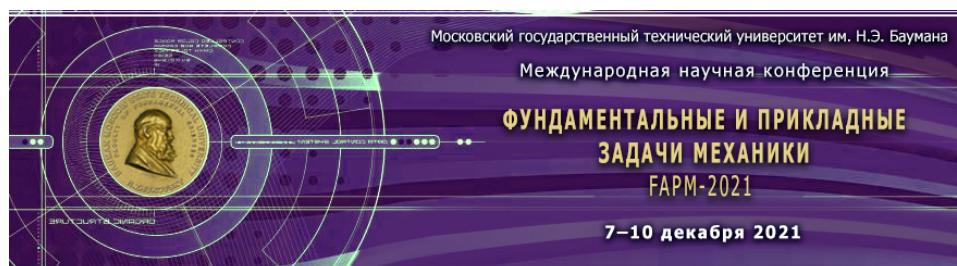 Московский государственный технический университет им. Н.Э. Баумана
Международная научная конференция
ФУНДАМЕНТАЛЬНЫЕ И ПРИКЛАДНЫЕ
ЗАДАЧИ МЕХАНИКИ
FAPM-2021
7–10 декабря 2021